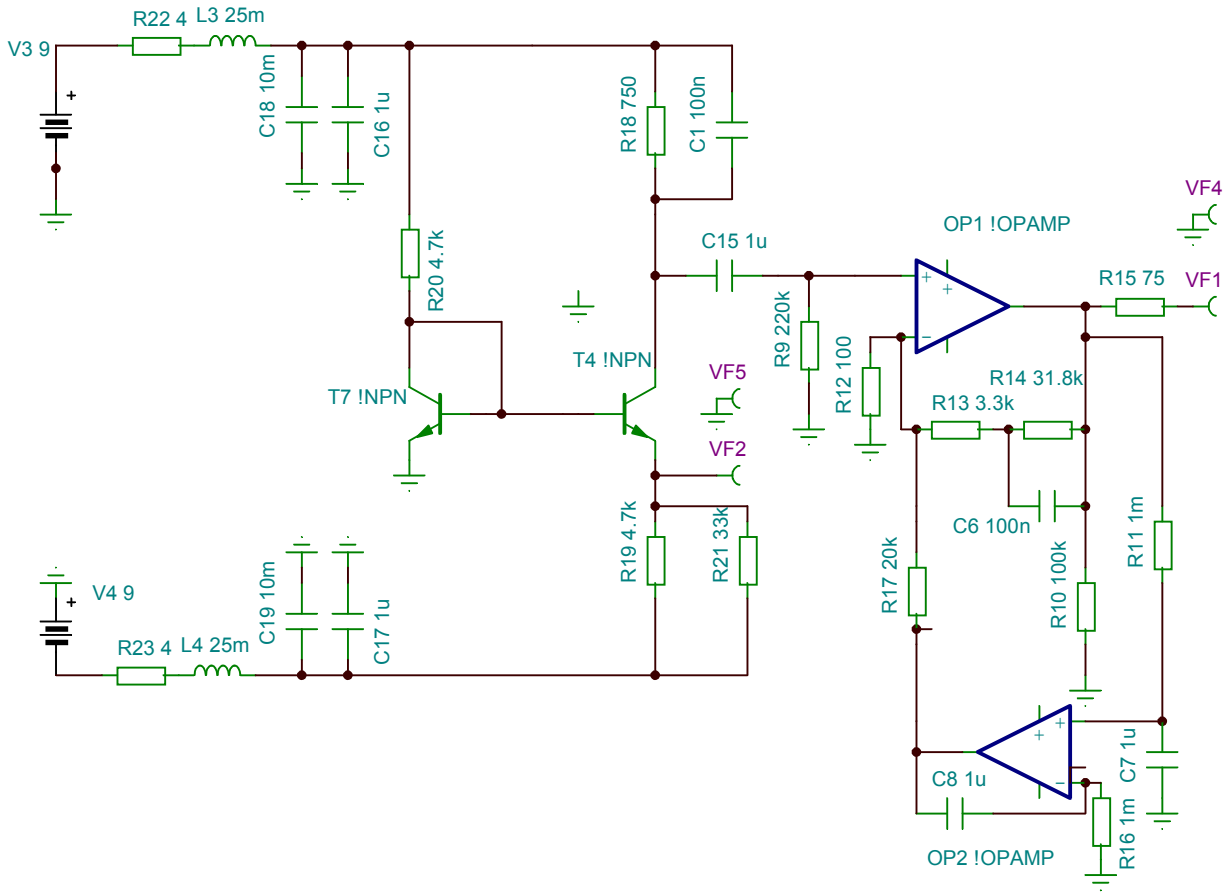 V3 9
R22 4
L3 25m
C18 10m
C16 1u
R18 750
C1 100n
R20 4.7k
T7 !NPN
T4 !NPN
VF5
VF2
C15 1u
R9 220k
OP1 !OPAMP
+
+
−
R12 100
R13 3.3k
R14 31.8k
R15 75
VF4
VF1
C6 100n
R17 20k
R10 100k
R11 1m
R19 4.7k
R21 33k
V4 9
R23 4
L4 25m
C19 10m
C17 1u
+
+
+
+
−
C8 1u
C7 1u
R16 1m
OP2 !OPAMP